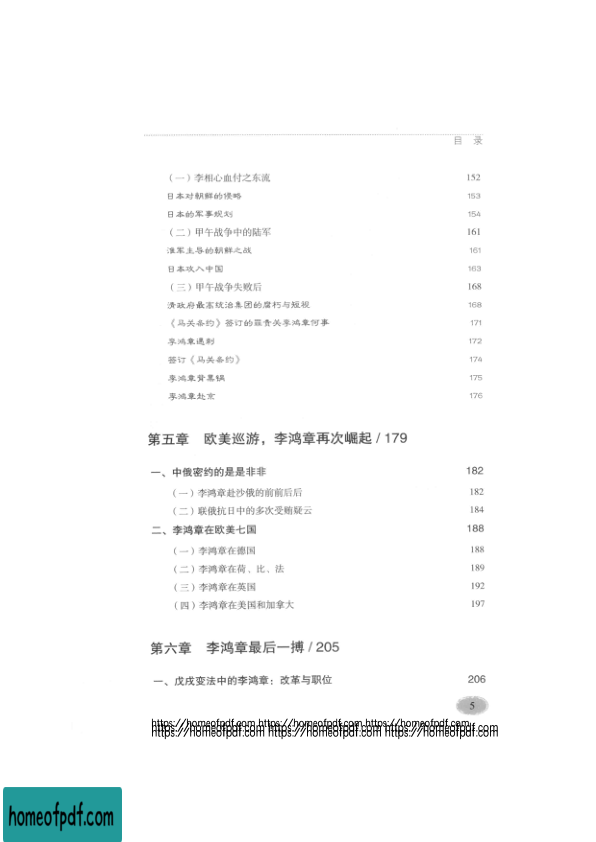 目 录
（一）李相心血付之东流 152
日本对朝鲜的侵略 153
日本的军事规划 154
（二）甲午战争中的陆军 161
淮军主导的朝鲜之战 161
日本攻入中国 163
（三）甲午战争失败后 168
清政府最高统治集团的腐朽与短视 168
《马关条约》签订的罪责关李鸿章何事 171
李鸿章遇刺 172
签订《马关条约》 174
李鸿章背黑锅 175
李鸿章赴京 176
第五章 欧美巡游，李鸿章再次崛起 / 179
一、中俄密约的是是非非 182
（一）李鸿章赴沙俄的前前后后 182
（二）联俄抗日中的多次受贿疑云 184
二、李鸿章在欧美七国 188
（一）李鸿章在德国 188
（二）李鸿章在荷、比、法 189
（三）李鸿章在英国 192
（四）李鸿章在美国和加拿大 197
第六章 李鸿章最后一搏 / 205
一、戊戌变法中的李鸿章：改革与职位 206
5
https://homeofpdf.com https://homeofpdf.com https://homeofpdf.com
https://homeofpdf.com https://homeofpdf.com https://homeofpdf.com
homeofpdf.com